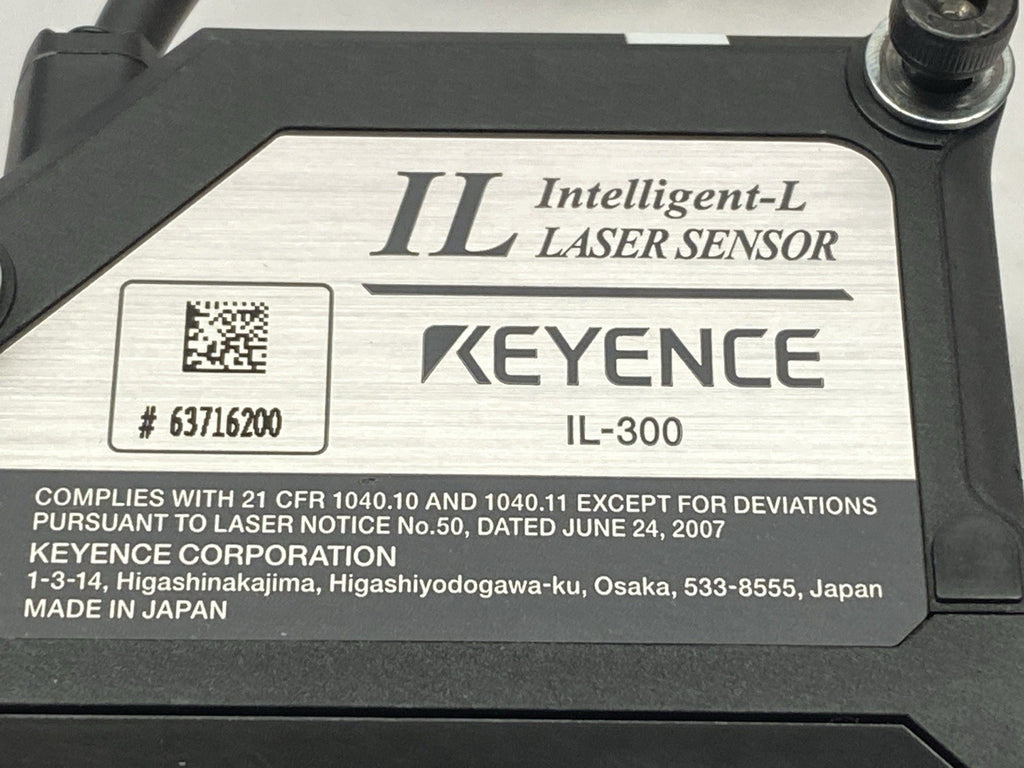 IL Intelligent-L
LASER SENSOR
KEYENCE
IL-300
# 63716200
COMPLIES WITH 21 CFR 1040.10 AND 1040.11 EXCEPT FOR DEVIATIONS
PURSUANT TO LASER NOTICE No.50, DATED JUNE 24, 2007
KEYENCE CORPORATION
1-3-14, Higashinakajima, Higashiyodogawa-ku, Osaka, 533-8555, Japan
MADE IN JAPAN